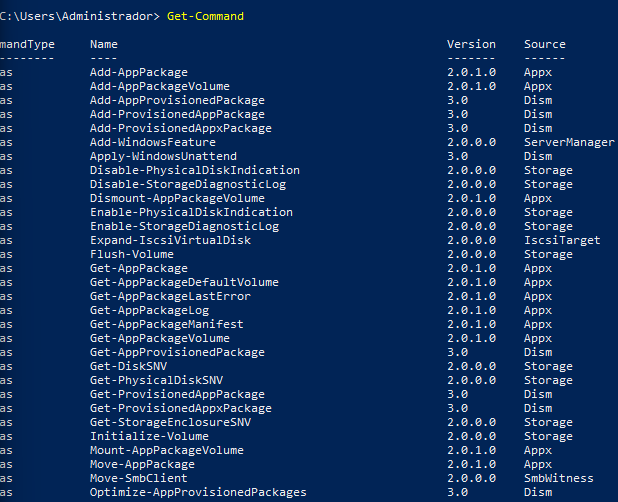 C:\Users\Administrador> Get-Command
mandType Name Version Source
-------- ---- ------- ------
as Add-AppPackage 2.0.1.0 Appx
as Add-AppPackageVolume 2.0.1.0 Appx
as Add-AppProvisionedPackage 3.0 Dism
as Add-ProvisionedAppPackage 3.0 Dism
as Add-ProvisionedAppxPackage 3.0 Dism
as Add-WindowsFeature 2.0.0.0 ServerManager
as Apply-WindowsUnattend 3.0 Dism
as Disable-PhysicalDiskIndication 2.0.0.0 Storage
as Disable-StorageDiagnosticLog 2.0.0.0 Storage
as Dismount-AppPackageVolume 2.0.1.0 Appx
as Enable-PhysicalDiskIndication 2.0.0.0 Storage
as Enable-StorageDiagnosticLog 2.0.0.0 Storage
as Expand-IscsiVirtualDisk 2.0.0.0 IscsiTarget
as Flush-Volume 2.0.0.0 Storage
as Get-AppPackage 2.0.1.0 Appx
as Get-AppPackageDefaultVolume 2.0.1.0 Appx
as Get-AppPackageLastError 2.0.1.0 Appx
as Get-AppPackageLog 2.0.1.0 Appx
as Get-AppPackageManifest 2.0.1.0 Appx
as Get-AppPackageVolume 2.0.1.0 Appx
as Get-AppProvisionedPackage 3.0 Dism
as Get-DiskSNV 2.0.0.0 Storage
as Get-PhysicalDiskSNV 2.0.0.0 Storage
as Get-ProvisionedAppPackage 3.0 Dism
as Get-ProvisionedAppxPackage 3.0 Dism
as Get-StorageEnclosureSNV 2.0.0.0 Storage
as Initialize-Volume 2.0.0.0 Storage
as Mount-AppPackageVolume 2.0.1.0 Appx
as Move-AppPackage 2.0.1.0 Appx
as Move-SmbClient 2.0.0.0 SmbWitness
as Optimize-AppProvisionedPackages 3.0 Dism